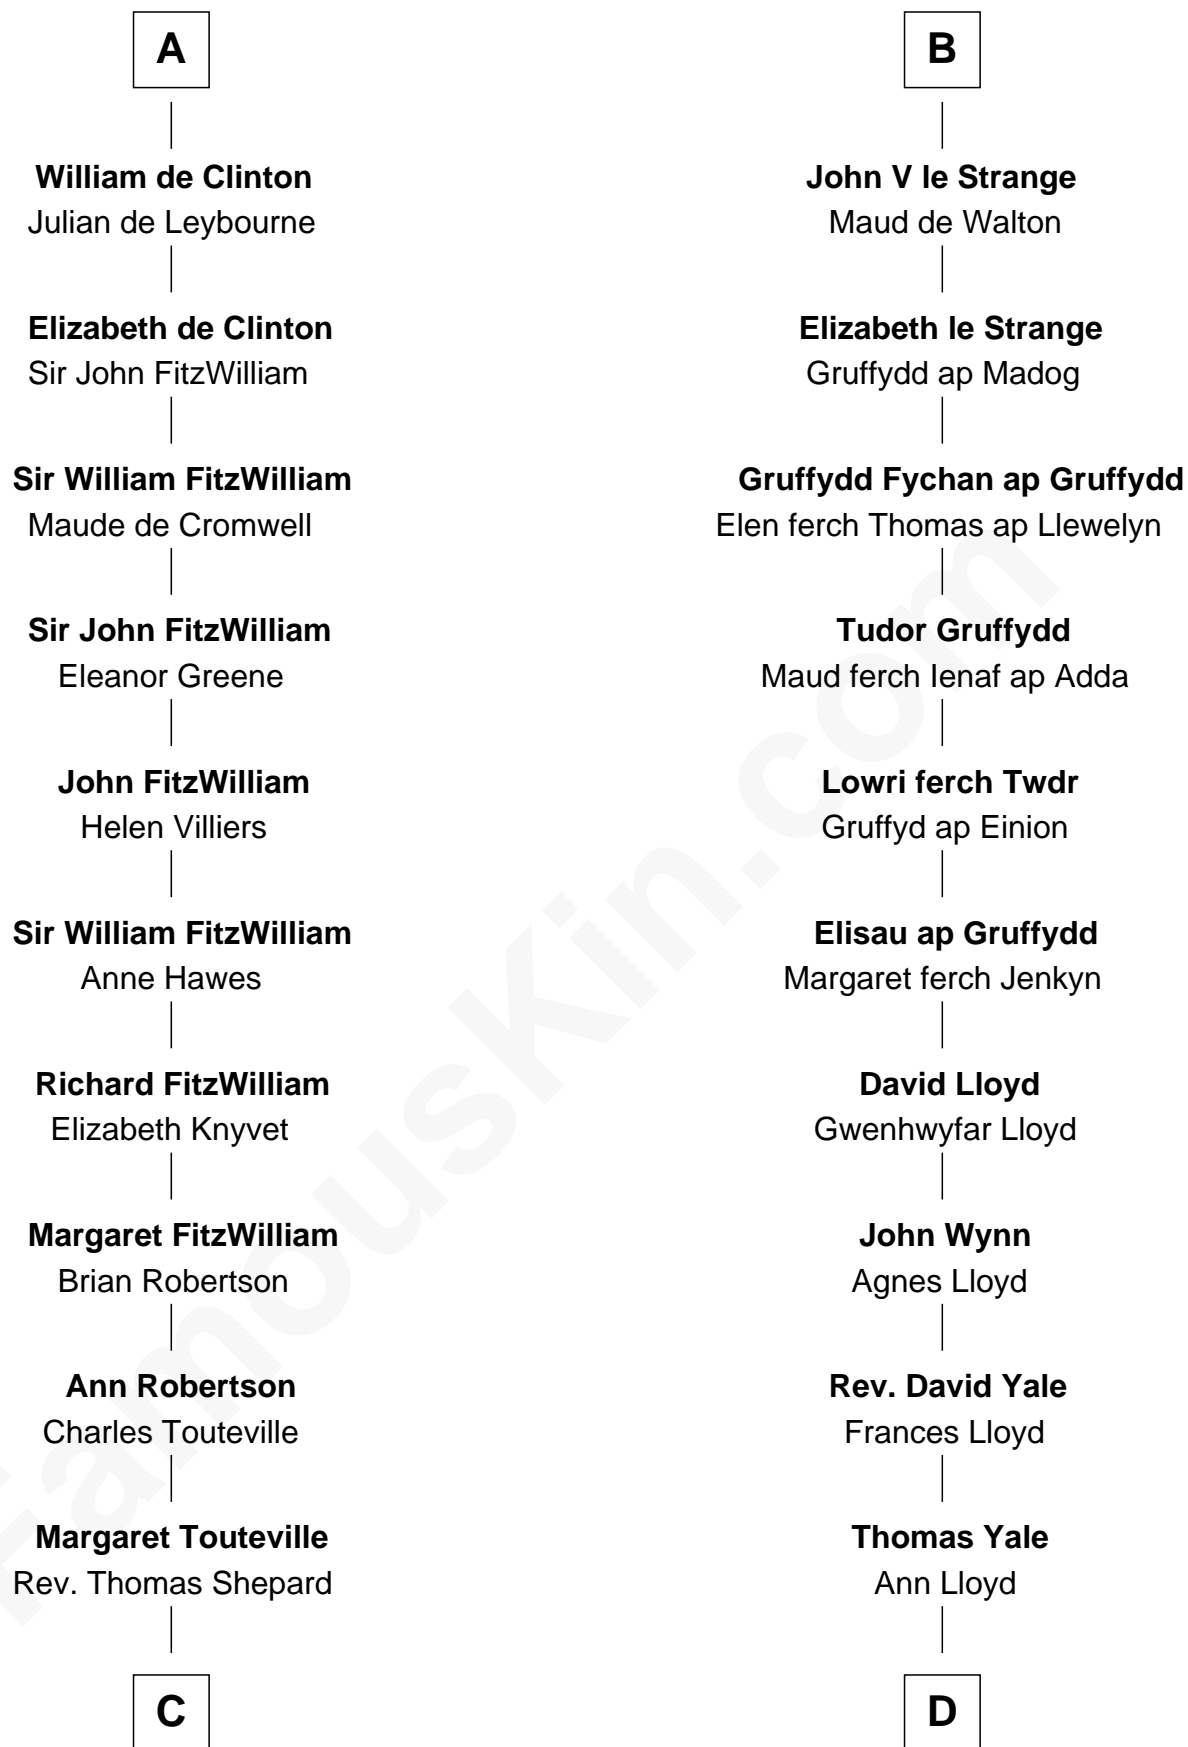 A
William de Clinton
Julian de Leybourne
Elizabeth de Clinton
Sir John FitzWilliam
Sir William FitzWilliam
Maude de Cromwell
Sir John FitzWilliam
Eleanor Greene
John FitzWilliam
Helen Villiers
Sir William FitzWilliam
Anne Hawes
Richard FitzWilliam
Elizabeth Knyvet
Margaret FitzWilliam
Brian Robertson
Ann Robertson
Charles Touteville
Margaret Touteville
Rev. Thomas Shepard
C
B
John V le Strange
Maud de Walton
Elizabeth le Strange
Gruffydd ap Madog
Gruffydd Fychan ap Gruffydd
Elen ferch Thomas ap Llewelyn
Tudor Gruffydd
Maud ferch Ienaf ap Adda
Lowri ferch Twdr
Gruffyd ap Einion
Elisau ap Gruffydd
Margaret ferch Jenkyn
David Lloyd
Gwenhwyfar Lloyd
John Wynn
Agnes Lloyd
Rev. David Yale
Frances Lloyd
Thomas Yale
Ann Lloyd
D
FamousKin.com